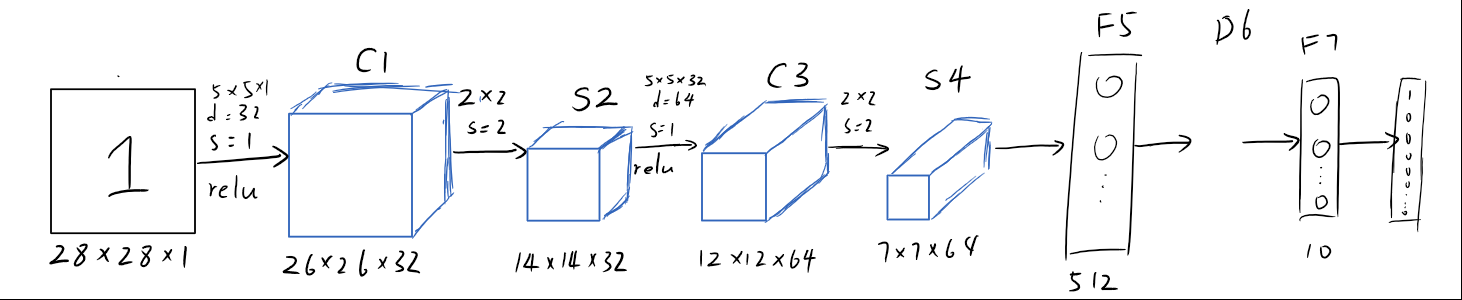 1
28×28×1
5×5×1
d=32
s=1
relu
C1
26×26×32
2×2
s=2
S2
14×14×32
5×5×32
d=64
s=1
relu
C3
12×12×64
2×2
s=2
S4
7×7×64
F5
512
D6
F7
10
1
0
0
0
0
0
0
0